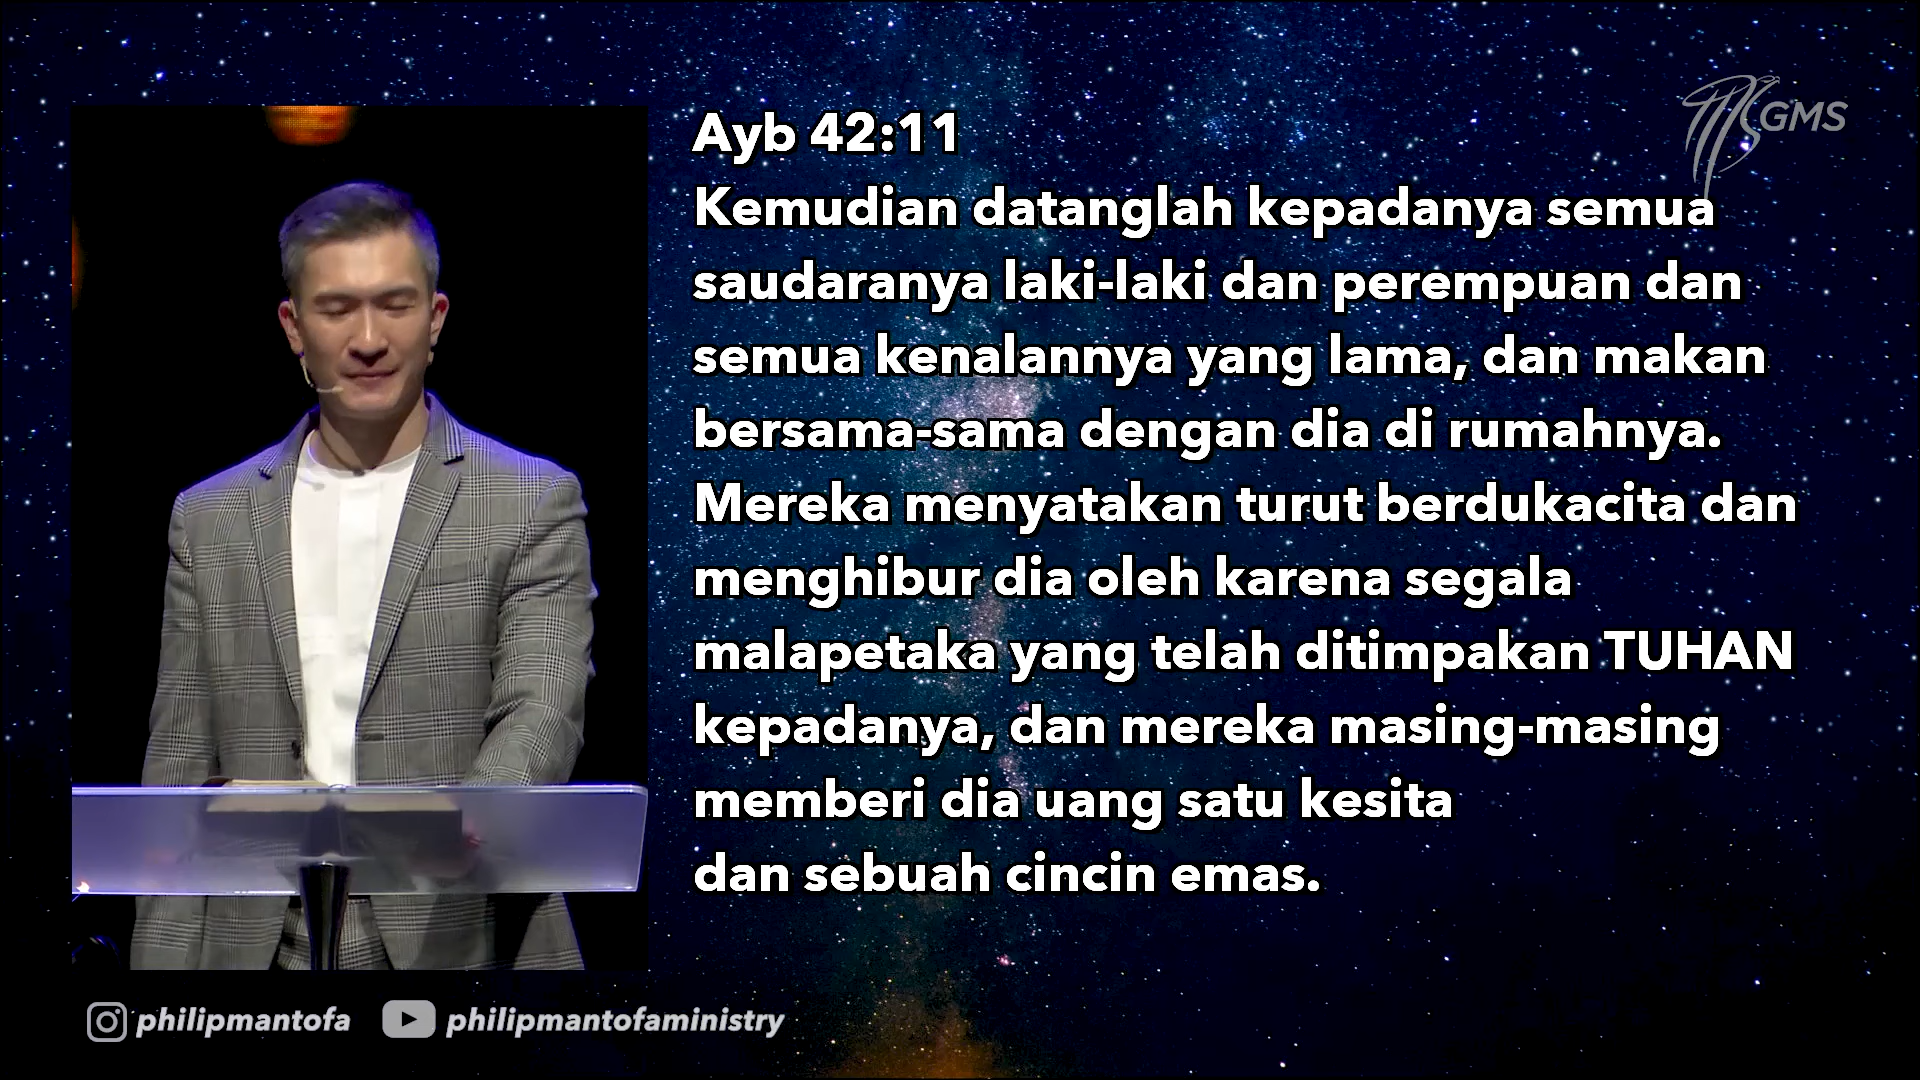 GMS
Ayb 42:11
Kemudian datanglah kepadanya semua
saudaranya laki-laki dan perempuan dan
semua kenalannya yang lama, dan makan
bersama-sama dengan dia di rumahnya.
Mereka menyatakan turut berdukacita dan
menghibur dia oleh karena segala
malapetaka yang telah ditimpakan TUHAN
kepadanya, dan mereka masing-masing
memberi dia uang satu kesita
dan sebuah cincin emas.
philipmantofa philipmantofaministry